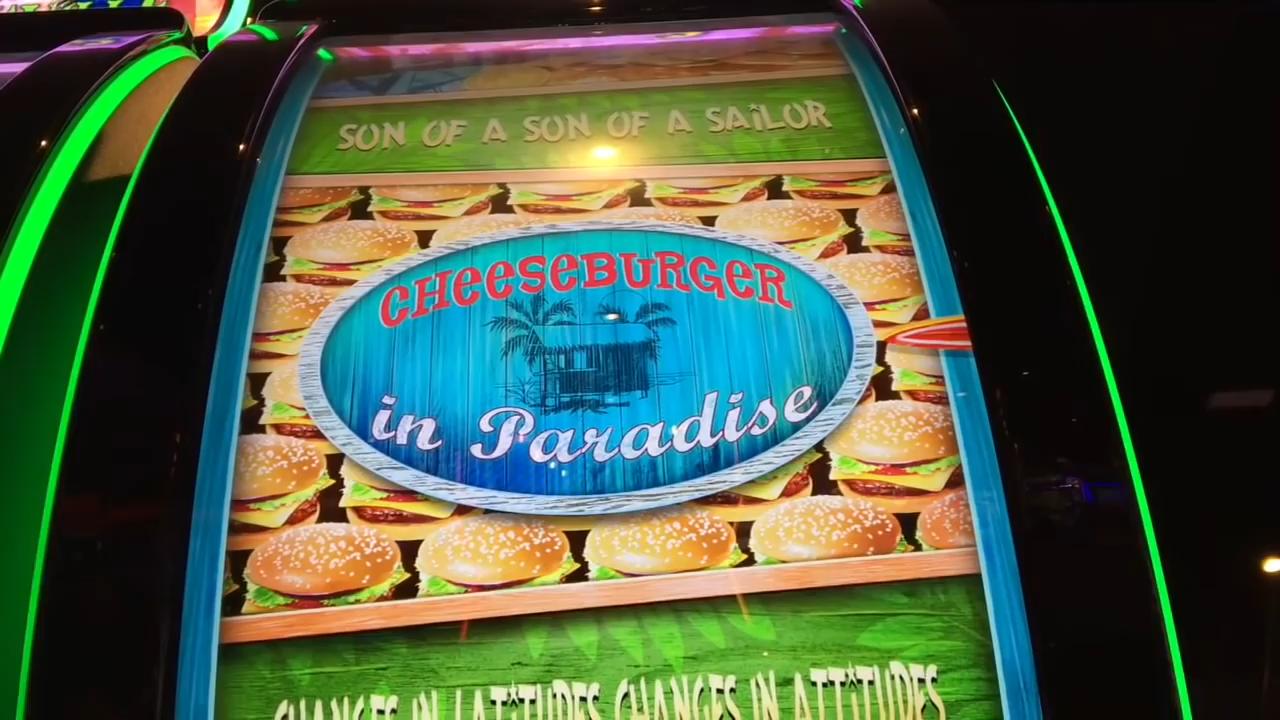 SON OF A SON OF A SAiLOR
CHeeseBURGeR
in Paradise
CHANGES IN LATiTUDES CHANGES IN ATTiTUDES